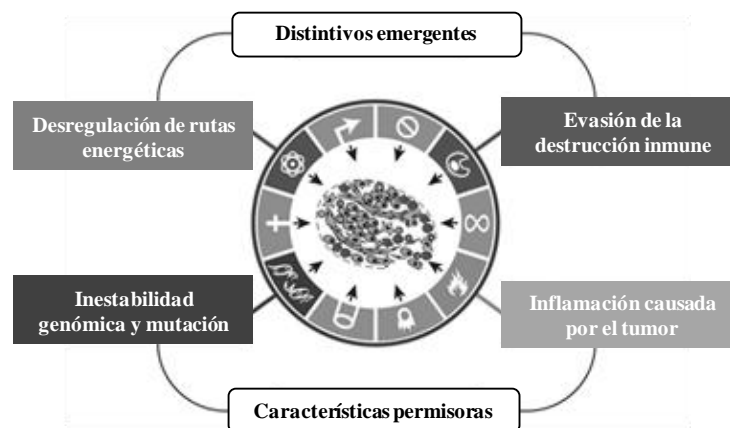 Distintivos emergentes
Desregulación de rutas
energéticas
Evasión de la
destrucción inmune
Inestabilidad
genómica y mutación
Inflamación causada
por el tumor
Características permisoras